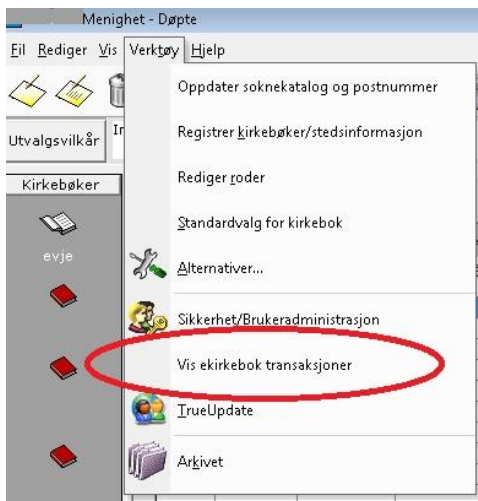 Menighet - Døpte
Fil Rediger Vis Verktøy Hjelp
Oppdater soknekatalog og postnummer
Utvalgsvilkår
Registrer kirkebøker/stedsinformasjon
Kirkebøker
Rediger roder
Standardvalg for kirkebok
evje
Alternativer...
Sikkerhet/Brukeradministrasjon
Vis ekirkebok transaksjoner
TrueUpdate
Arkivet